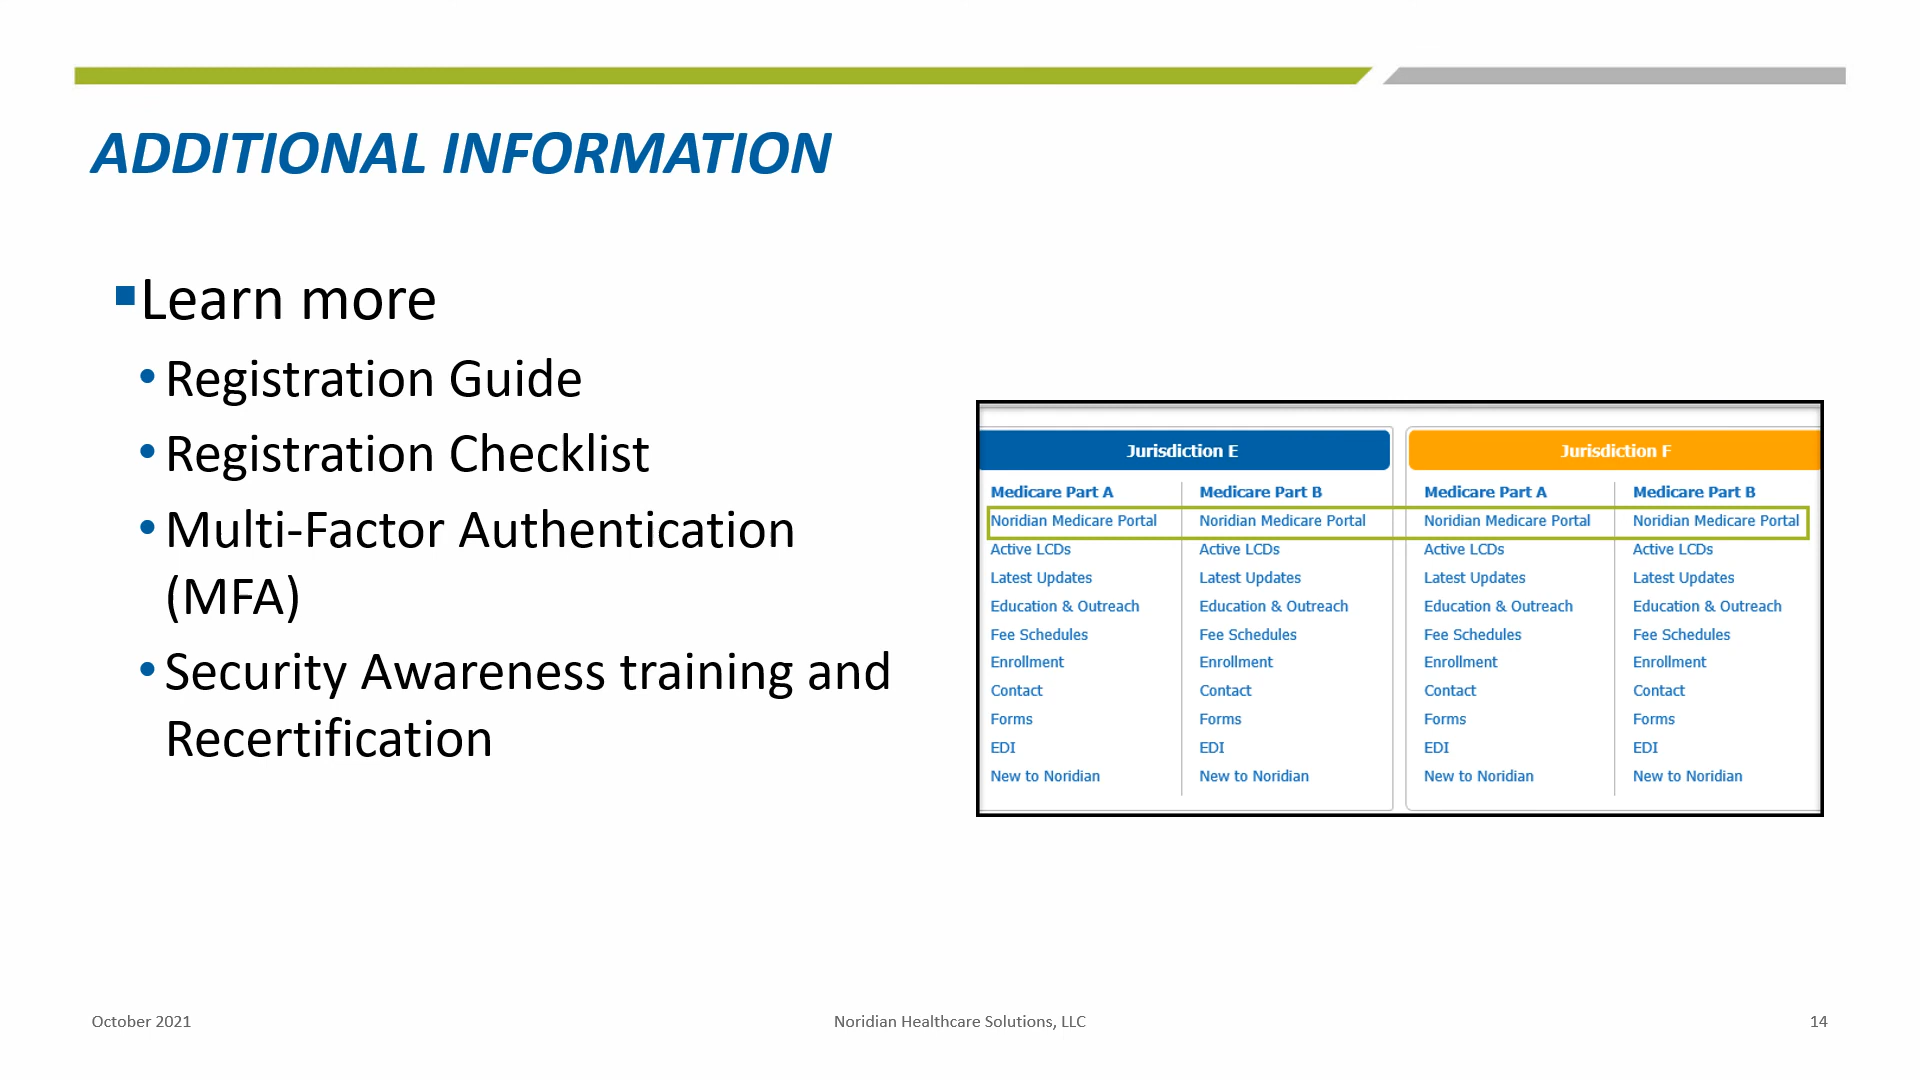 ADDITIONAL INFORMATION
Learn more
Registration Guide
Registration Checklist
Multi-Factor Authentication
(MFA)
Security Awareness training and
Recertification
Jurisdiction E
Medicare Part A
Noridian Medicare Portal
Active LCDs
Latest Updates
Education & Outreach
Fee Schedules
Enrollment
Contact
Forms
EDI
New to Noridian
Medicare Part B
Noridian Medicare Portal
Active LCDs
Latest Updates
Education & Outreach
Fee Schedules
Enrollment
Contact
Forms
EDI
New to Noridian
Jurisdiction F
Medicare Part A
Noridian Medicare Portal
Active LCDs
Latest Updates
Education & Outreach
Fee Schedules
Enrollment
Contact
Forms
EDI
New to Noridian
Medicare Part B
Noridian Medicare Portal
Active LCDs
Latest Updates
Education & Outreach
Fee Schedules
Enrollment
Contact
Forms
EDI
New to Noridian
October 2021
Noridian Healthcare Solutions, LLC
14